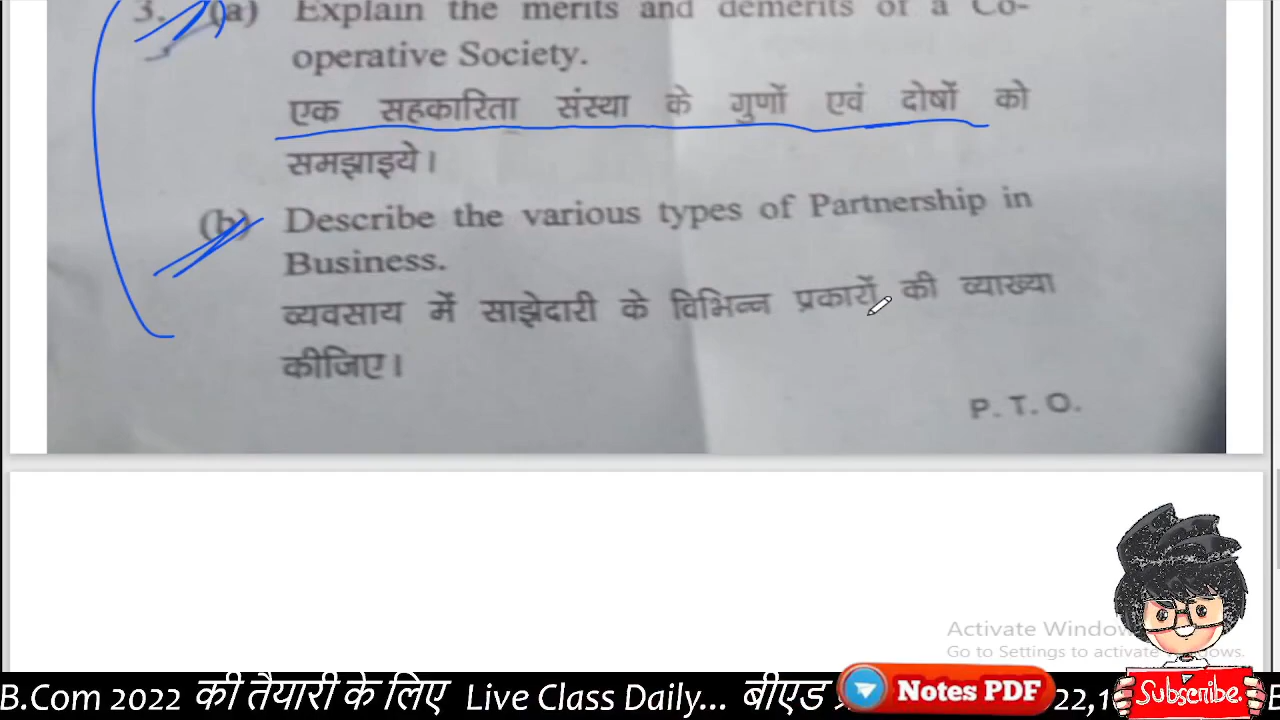 3. (a) Explain the merits and demerits of a Co-
operative Society.
एक सहकारिता संस्था के गुणों एवं दोषों को
समझाइये।
(b) Describe the various types of Partnership in
Business.
व्यवसाय में साझेदारी के विभिन्न प्रकारों की व्याख्या
कीजिए।
P. T. O.
Activate Window
Go to Settings to activate ows.
B.Com 2022 की तैयारी के लिए Live Class Daily... बीएड
Notes PDF
Subscribe.